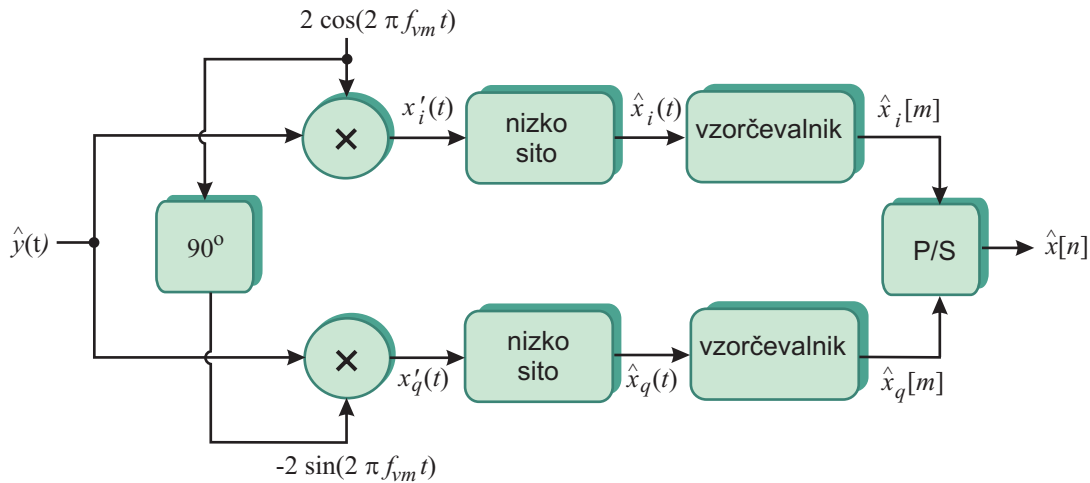 2 cos(2 π f_vm t)
x'_i(t)
x̂_i(t)
x̂_i[m]
×
nizko
sito
vzorčevalnik
ŷ(t)
90°
P/S
x̂[n]
×
nizko
sito
vzorčevalnik
x'_q(t)
x̂_q(t)
x̂_q[m]
-2 sin(2 π f_vm t)